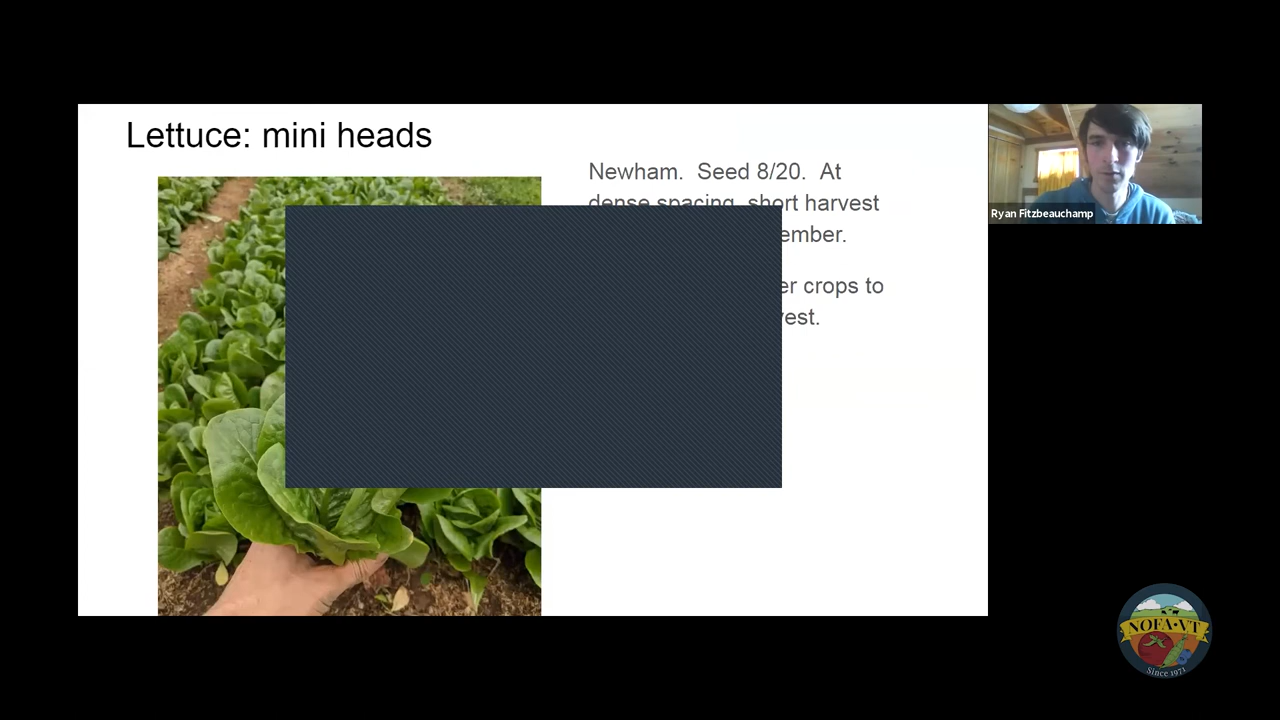 Lettuce: mini heads
Newham. Seed 8/20. At
dense spacing, short harvest
ember.
er crops to
est.
Ryan Fitzbeauchamp
NOFA•VT
Since 1971